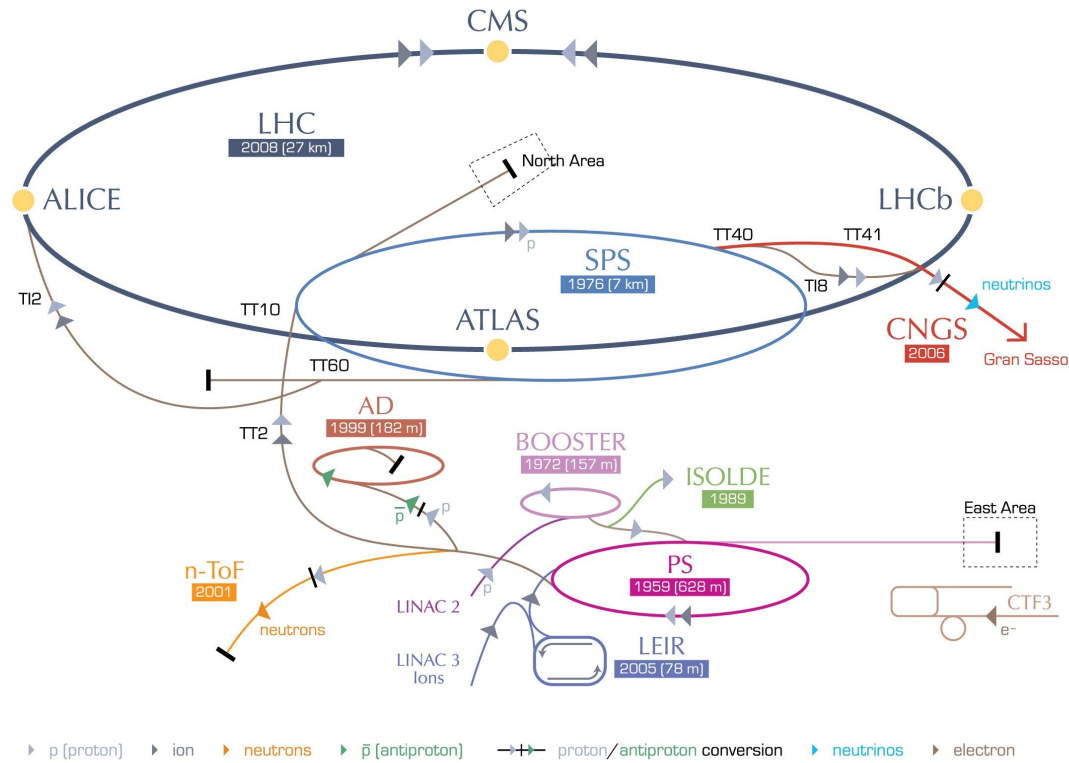 CMS
LHC
2008 (27 km)
North Area
ALICE
LHCb
TT40
TT41
p
SPS
1976 (7 km)
TI8
neutrinos
TI2
TT10
ATLAS
CNGS
2006
Gran Sasso
TT60
AD
1999 (182 m)
TT2
BOOSTER
1972 (157 m)
ISOLDE
1989
p̅
p
East Area
n-ToF
2001
PS
1959 (628 m)
LINAC 2
p
neutrons
CTF3
e-
LINAC 3
Ions
LEIR
2005 (78 m)
p (proton)
ion
neutrons
p̅ (antiproton)
proton/antiproton conversion
neutrinos
electron